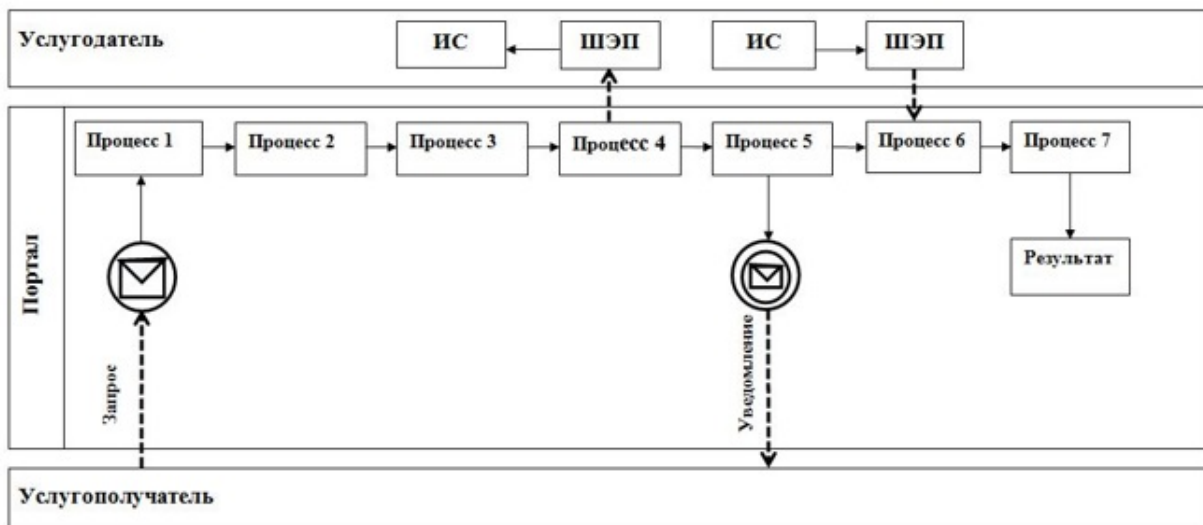 Услугодатель
ИС
ШЭП
ИС
ШЭП
Портал
Процесс 1
Процесс 2
Процесс 3
Процесс 4
Процесс 5
Процесс 6
Процесс 7
Результат
Запрос
Уведомление
Услугополучатель